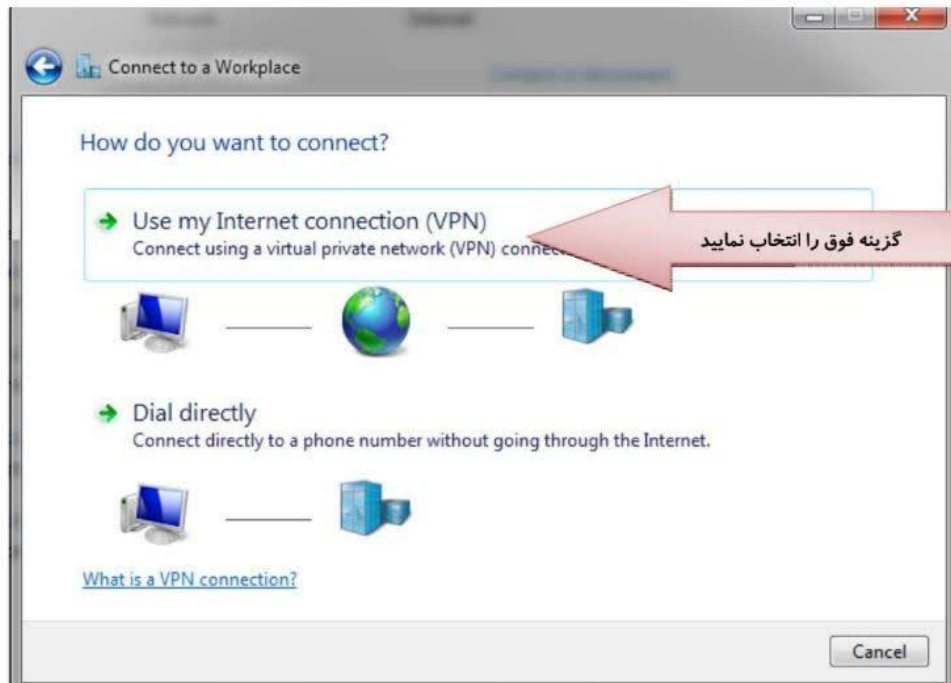 Connect to a Workplace
How do you want to connect?
Use my Internet connection (VPN)
Connect using a virtual private network (VPN)
گزینه فوق را انتخاب نمایید
Dial directly
Connect directly to a phone number without going through the Internet.
What is a VPN connection?
Cancel